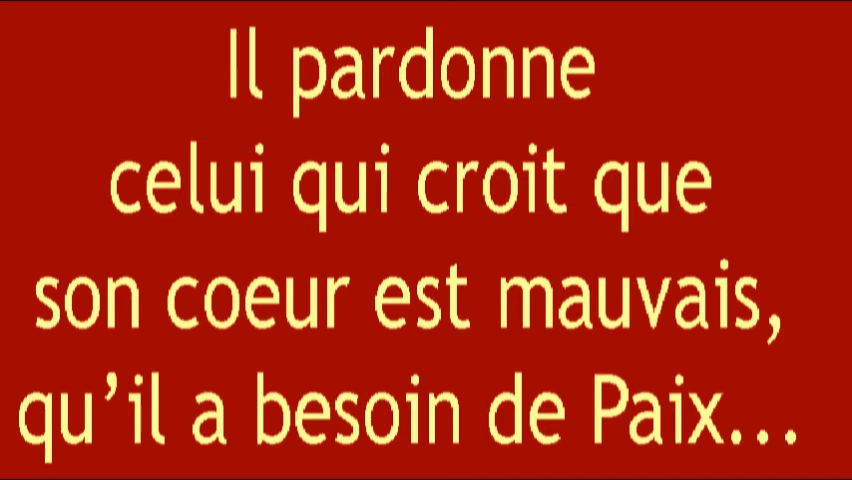 Il pardonne
celui qui croit que
son coeur est mauvais,
qu’il a besoin de Paix...